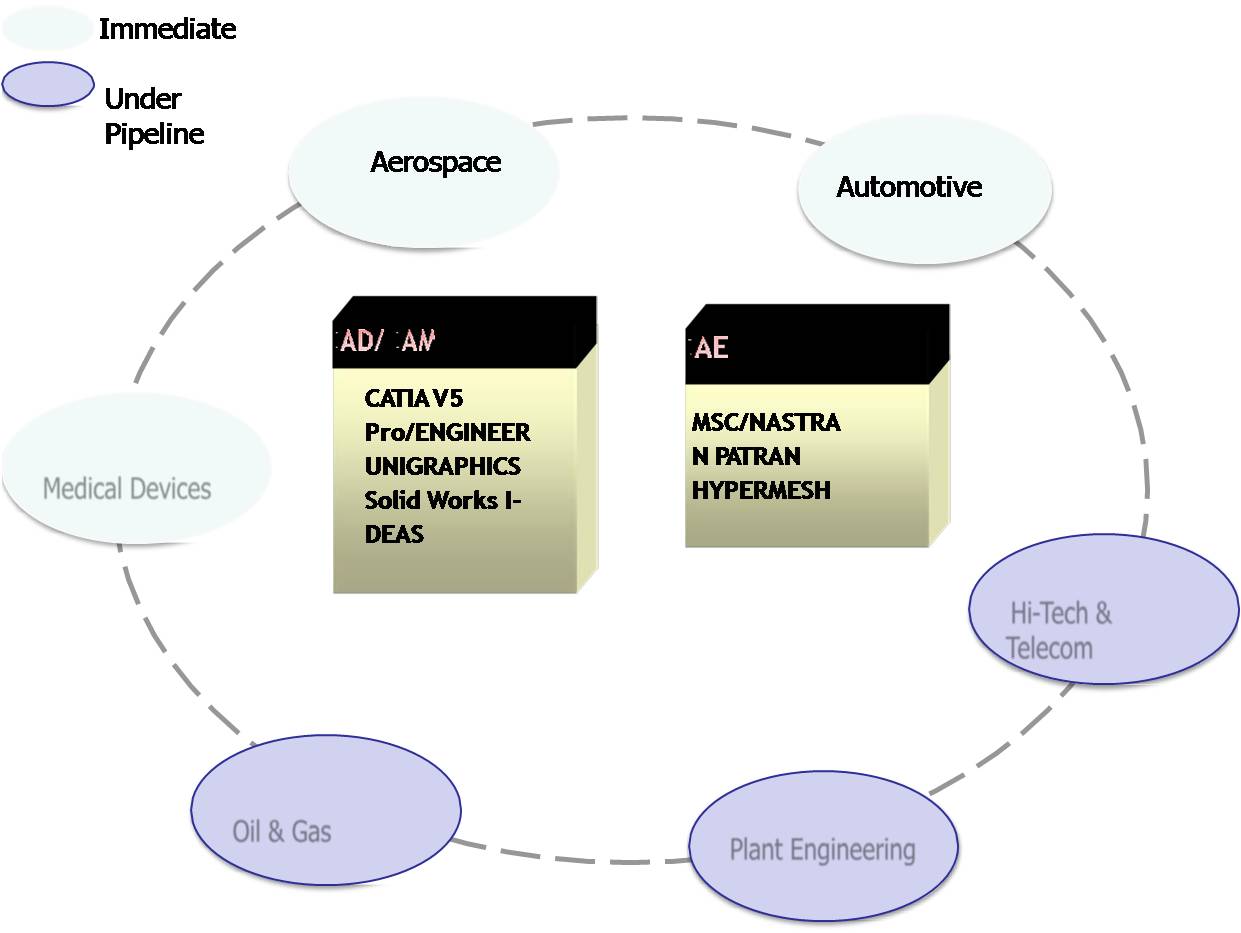 Immediate
Under
Pipeline
Aerospace
Automotive
AD/ AM
CATIA V5
Pro/ENGINEER
UNIGRAPHICS
Solid Works I-
DEAS
AE
MSC/NASTRA
N PATRAN
HYPERMESH
Medical Devices
Hi-Tech &
Telecom
Oil & Gas
Plant Engineering